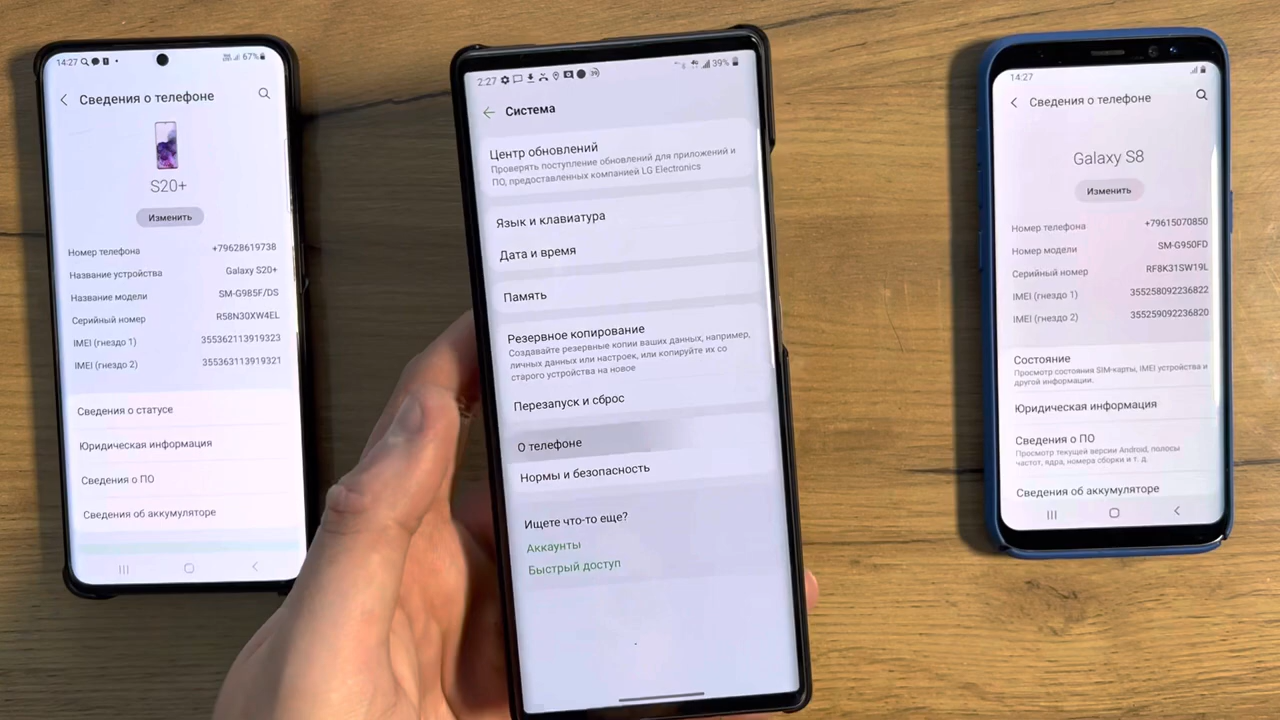 14:27
67%
Сведения о телефоне
S20+
Изменить
Номер телефона +79628619738
Название устройства Galaxy S20+
Название модели SM-G985F/DS
Серийный номер R58N30XW4EL
IMEI (гнездо 1) 355362113919323
IMEI (гнездо 2) 355363113919321
Сведения о статусе
Юридическая информация
Сведения о ПО
Сведения об аккумуляторе
2:27
39%
Система
Центр обновлений
Проверять поступление обновлений для приложений и
ПО, предоставленных компанией LG Electronics
Язык и клавиатура
Дата и время
Память
Резервное копирование
Создавайте резервные копии ваших данных, например,
личных данных или настроек, или копируйте их со
старого устройства на новое
Перезапуск и сброс
О телефоне
Нормы и безопасность
Ищете что-то еще?
Аккаунты
Быстрый доступ
14:27
Сведения о телефоне
Galaxy S8
Изменить
Номер телефона +79615070850
Номер модели SM-G950FD
Серийный номер RF8K31SW19L
IMEI (гнездо 1) 355258092236822
IMEI (гнездо 2) 355259092236820
Состояние
Просмотр состояния SIM-карты, IMEI устройства и
другой информации.
Юридическая информация
Сведения о ПО
Просмотр текущей версии Android, полосы
частот, ядра, номера сборки и т. д.
Сведения об аккумуляторе